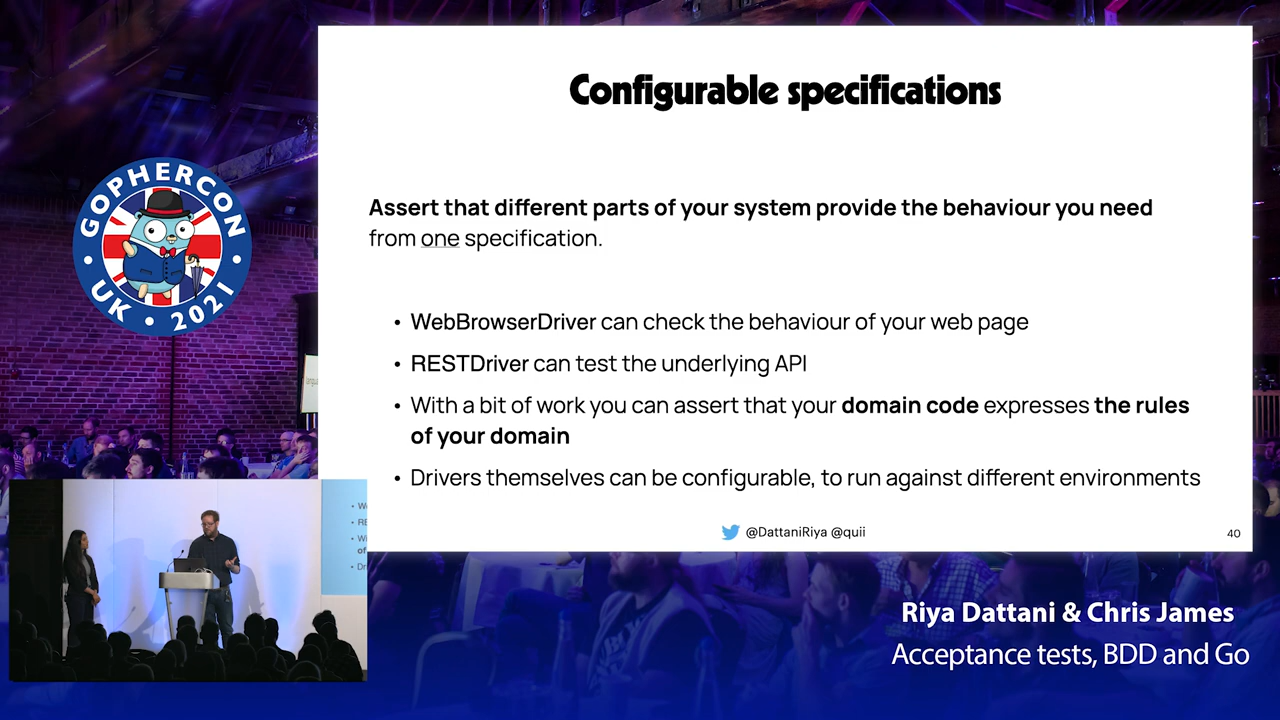 Configurable specifications
Assert that different parts of your system provide the behaviour you need
from one specification.
• WebBrowserDriver can check the behaviour of your web page
• RESTDriver can test the underlying API
• With a bit of work you can assert that your domain code expresses the rules
of your domain
• Drivers themselves can be configurable, to run against different environments
@DattaniRiya @quii
40
GOPHERCON
UK • 2021
Riya Dattani & Chris James
Acceptance tests, BDD and Go